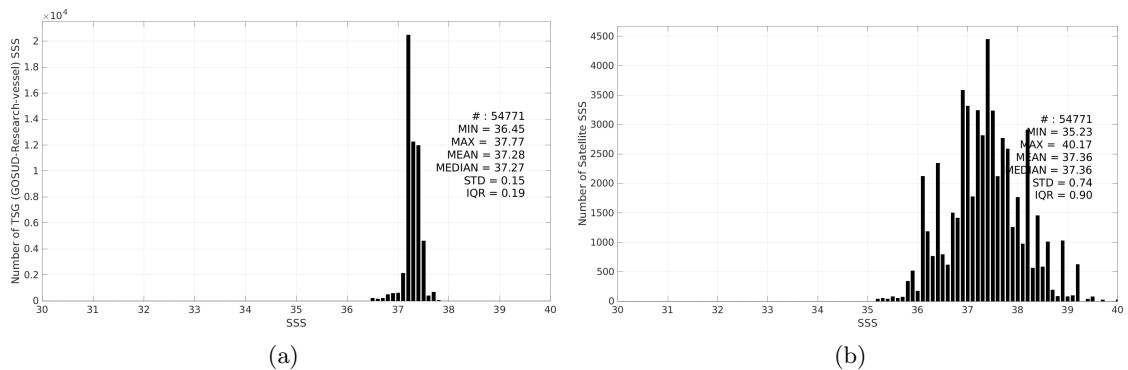 ×10⁴
2
1.8
1.6
1.4
1.2
1
0.8
0.6
0.4
0.2
0
Number of TSG (GOSUD-Research-vessel) SSS
# : 54771
MIN = 36.45
MAX = 37.77
MEAN = 37.28
MEDIAN = 37.27
STD = 0.15
IQR = 0.19
30 31 32 33 34 35 36 37 38 39 40
SSS
(a)
4500
4000
3500
3000
2500
2000
1500
1000
500
0
Number of Satellite SSS
# : 54771
MIN = 35.23
MAX = 40.17
MEAN = 37.36
MEDIAN = 37.36
STD = 0.74
IQR = 0.90
30 31 32 33 34 35 36 37 38 39 40
SSS
(b)